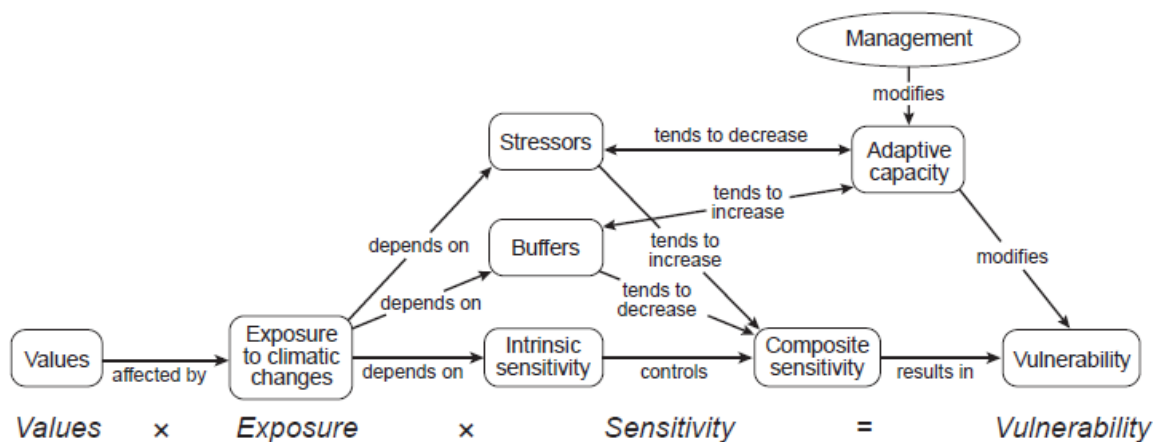 Management
modifies
Stressors
tends to decrease
Adaptive
capacity
tends to
increase
depends on
Buffers
tends to
increase
modifies
depends on
tends to
decrease
Values
affected by
Exposure
to climatic
changes
depends on
Intrinsic
sensitivity
controls
Composite
sensitivity
results in
Vulnerability
Values × Exposure × Sensitivity = Vulnerability